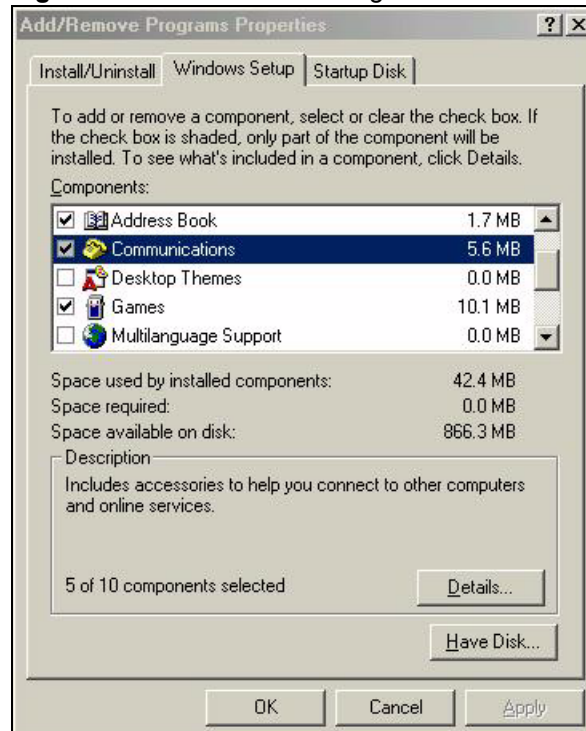 Add/Remove Programs Properties
Install/Uninstall Windows Setup Startup Disk
To add or remove a component, select or clear the check box. If
the check box is shaded, only part of the component will be
installed. To see what's included in a component, click Details.
Components:
Address Book 1.7 MB
Communications 5.6 MB
Desktop Themes 0.0 MB
Games 10.1 MB
Multilanguage Support 0.0 MB
Space used by installed components: 42.4 MB
Space required: 0.0 MB
Space available on disk: 866.3 MB
Description
Includes accessories to help you connect to other computers
and online services.
5 of 10 components selected
Details...
Have Disk...
OK Cancel Apply